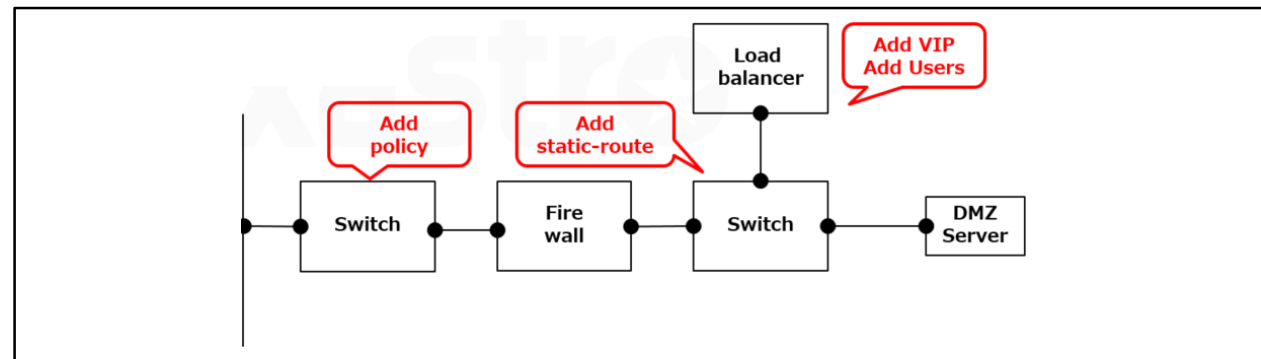 Load
balancer
Add VIP
Add Users
Add
policy
Add
static-route
Switch
Fire
wall
Switch
DMZ
Server